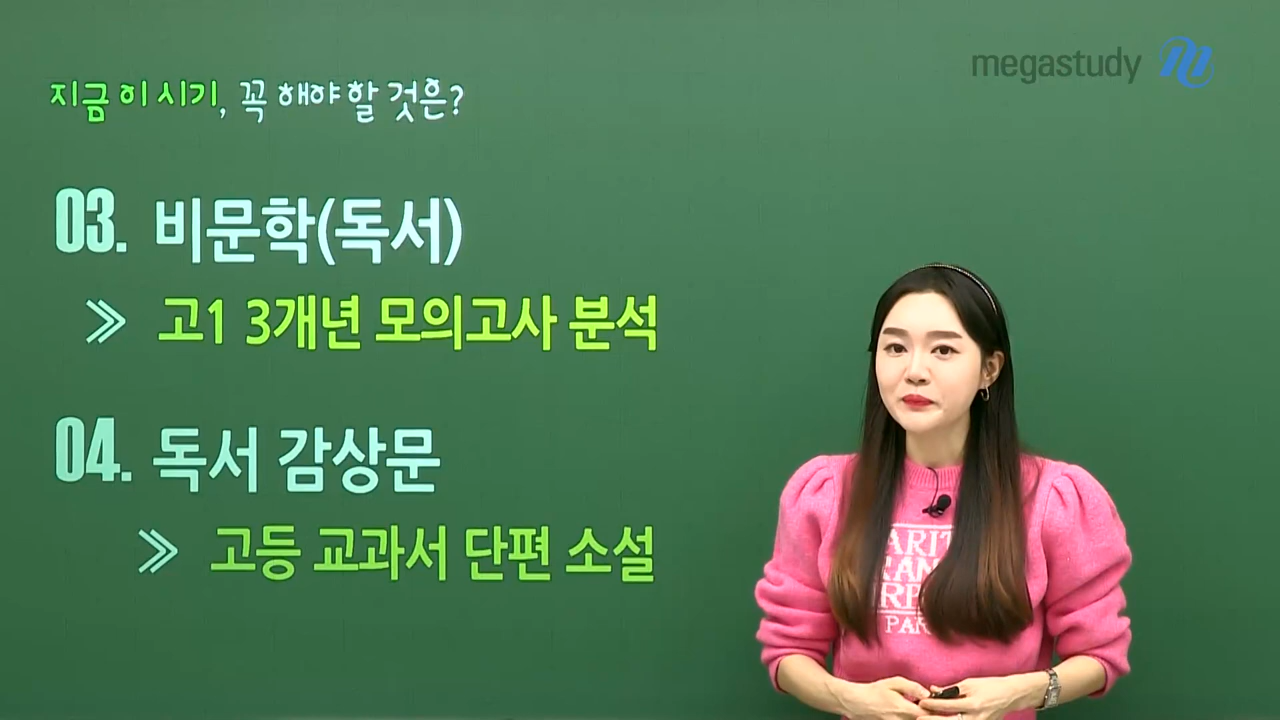 지금 이 시기, 꼭 해야 할 것은?
megastudy
03. 비문학(독서)
>> 고1 3개년 모의고사 분석
04. 독서 감상문
>> 고등 교과서 단편 소설
PAR